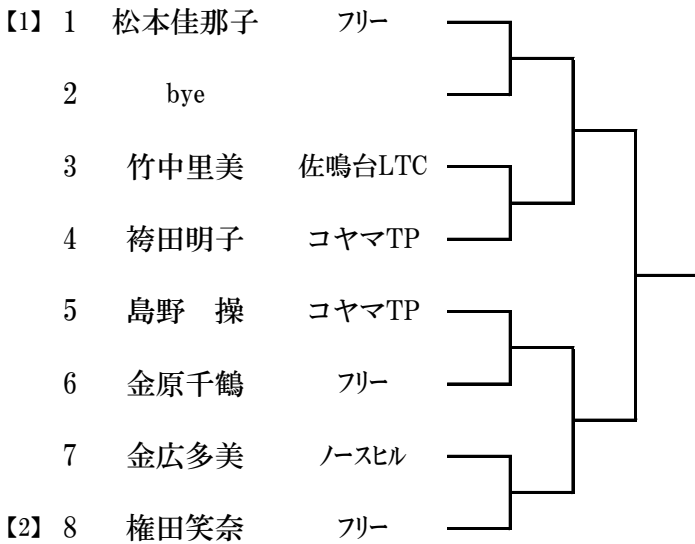 【1】 1 松本佳那子 フリー
2 bye
3 竹中里美 佐鳴台LTC
4 袴田明子 コヤマTP
5 島野　操 コヤマTP
6 金原千鶴 フリー
7 金広多美 ノースヒル
【2】 8 権田笑奈 フリー